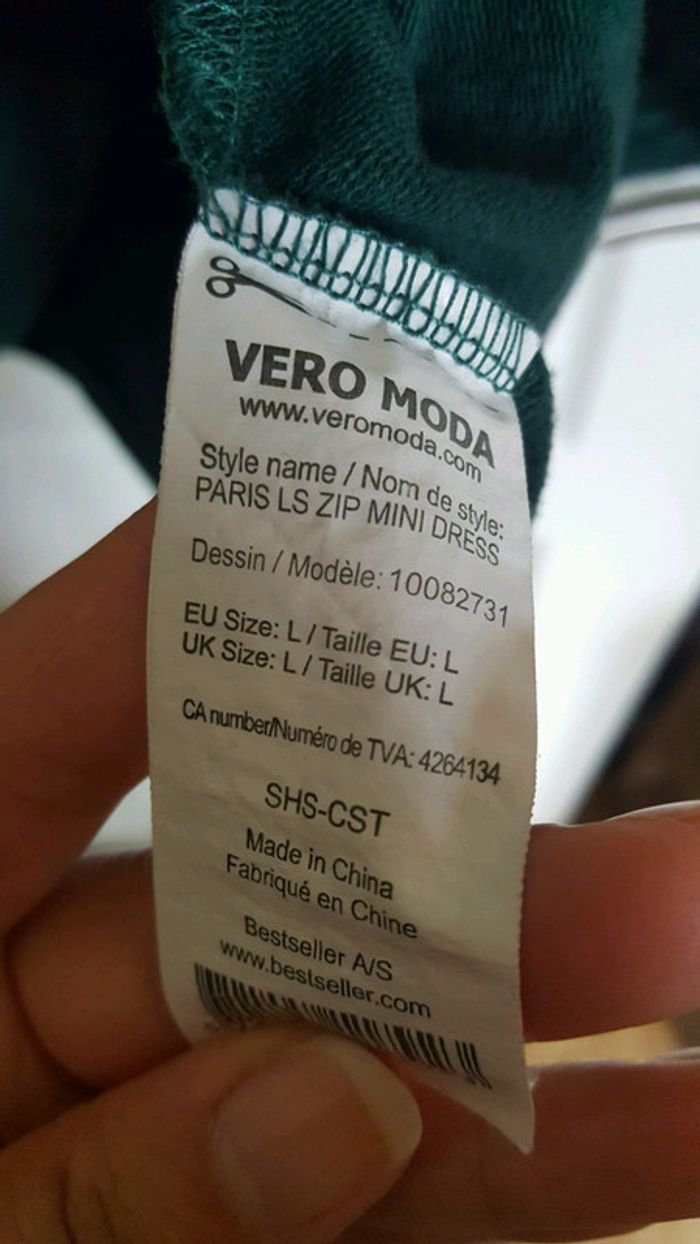 VERO MODA
www.veromoda.com
Style name / Nom de style:
PARIS LS ZIP MINI DRESS
Dessin / Modèle: 10082731
EU Size: L / Taille EU: L
UK Size: L / Taille UK: L
CA number/Numéro de TVA: 4264134
SHS-CST
Made in China
Fabriqué en Chine
Bestseller A/S
www.bestseller.com